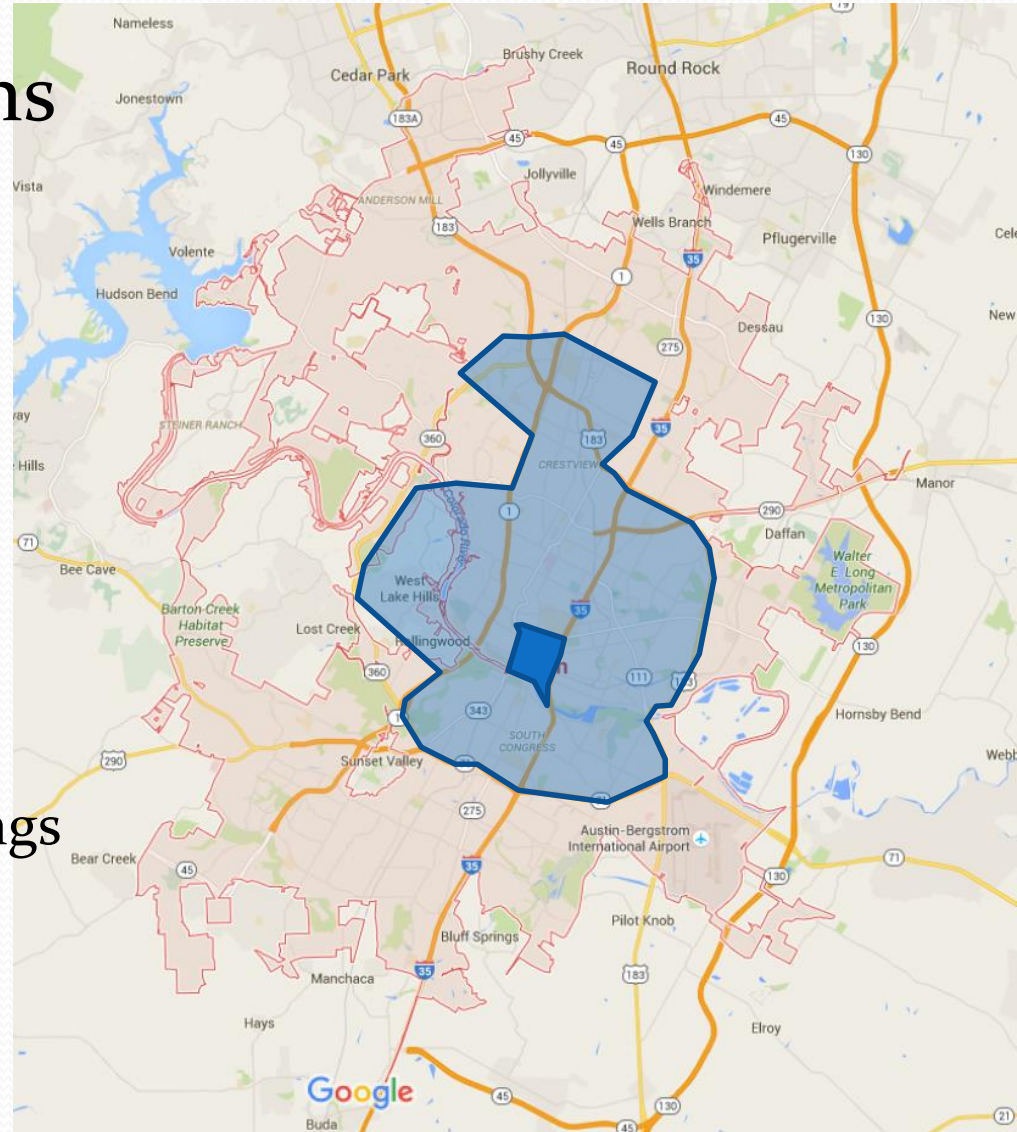 Nameless
79
Brushy Creek
Round Rock
Cedar Park
ns
Jonestown
183A
45
45
45
130
Vista
Jollyville
Windemere
ANDERSON MILL
183
Wells Branch
Pflugerville
Volente
35
1
Hudson Bend
130
New
Dessau
275
STEINER RANCH
360
183
35
Hills
CRESTVIEW
Manor
1
290
71
Daffan
Colorado River
Bee Cave
Walter
E. Long
Metropolitan
Park
West
Lake Hills
35
Barton Creek
Habitat
Preserve
Lost Creek
Hollingwood
130
360
111
343
Hornsby Bend
SOUTH
CONGRESS
290
Sunset Valley
275
ngs
Austin-Bergstrom
International Airport
Bear Creek
35
71
45
130
Pilot Knob
Bluff Springs
35
Manchaca
183
Hays
Elroy
Google
45
130
21
Buda
45